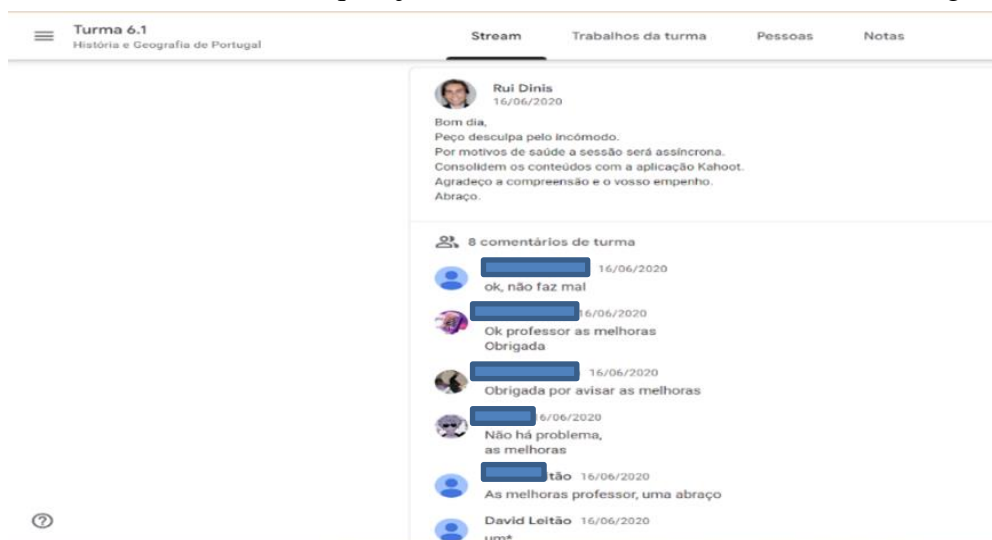 Turma 6.1
História e Geografia de Portugal
Stream Trabalhos da turma Pessoas Notas
Rui Dinis
16/06/2020
Bom dia,
Peço desculpa pelo incómodo.
Por motivos de saúde a sessão será assíncrona.
Consolidem os conteúdos com a aplicação Kahoot.
Agradeço a compreensão e o vosso empenho.
Abraço.
8 comentários de turma
16/06/2020
ok, não faz mal
16/06/2020
Ok professor as melhoras
Obrigada
16/06/2020
Obrigada por avisar as melhoras
6/06/2020
Não há problema,
as melhoras
tão 16/06/2020
As melhoras professor, uma abraço
David Leitão 16/06/2020
um*